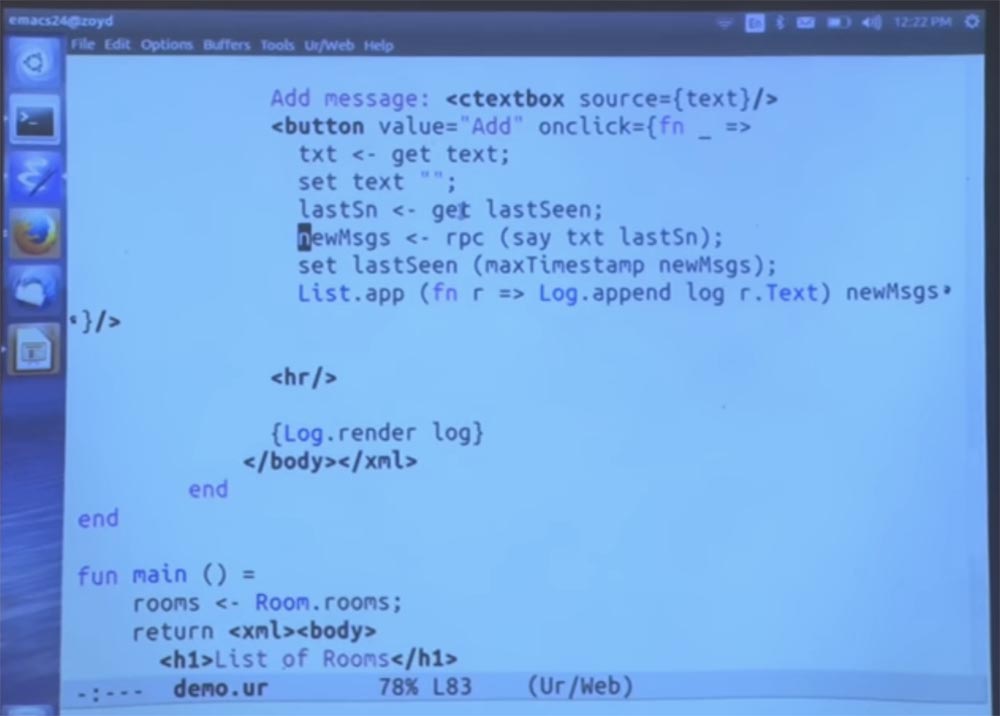 emacs24@zoyd
En 12:22 PM
File Edit Options Buffers Tools Ur/Web Help
Add message: <ctextbox source={text}/>
<button value="Add" onclick={fn _ =>
txt <- get text;
set text "";
lastSn <- get lastSeen;
newMsgs <- rpc (say txt lastSn);
set lastSeen (maxTimestamp newMsgs);
List.app (fn r => Log.append log r.Text) newMsgs
}/>
<hr/>
{Log.render log}
</body></xml>
end
end
fun main () =
rooms <- Room.rooms;
return <xml><body>
<h1>List of Rooms</h1>
-:--- demo.ur 78% L83 (Ur/Web)